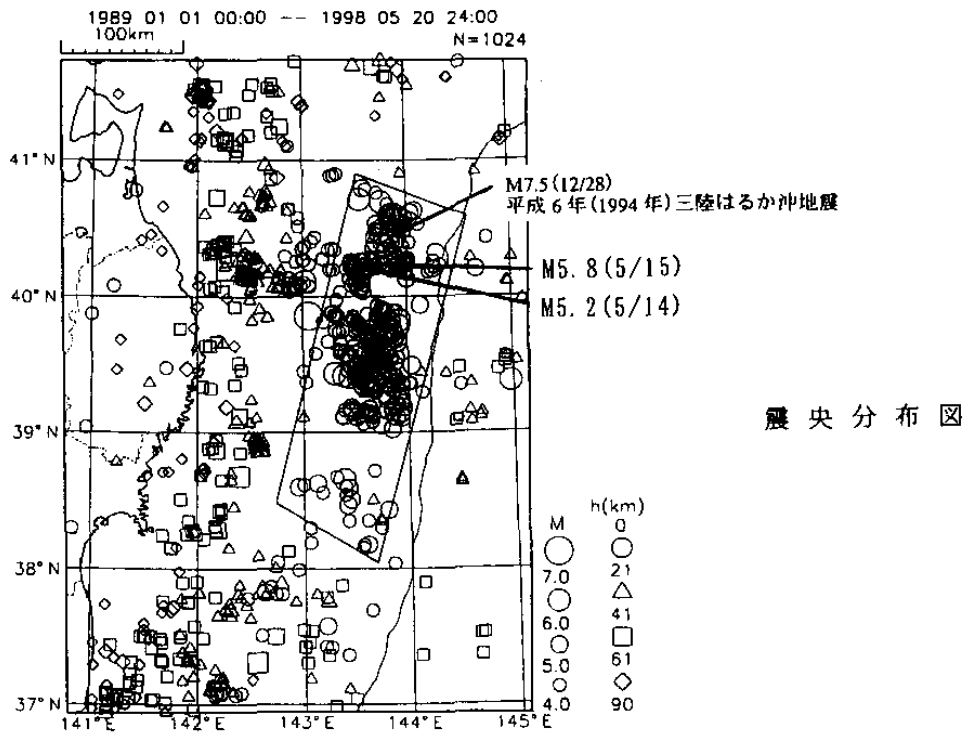 1989 01 01 00:00 -- 1998 05 20 24:00
100km
N=1024
41°N
M7.5(12/28)
平成6年(1994年)三陸はるか沖地震
M5.8(5/15)
40°N
M5.2(5/14)
39°N
震央分布図
38°N
37°N
141°E 142°E 143°E 144°E 145°E
M h(km)
0
7.0 21
6.0 41
5.0 61
4.0 90